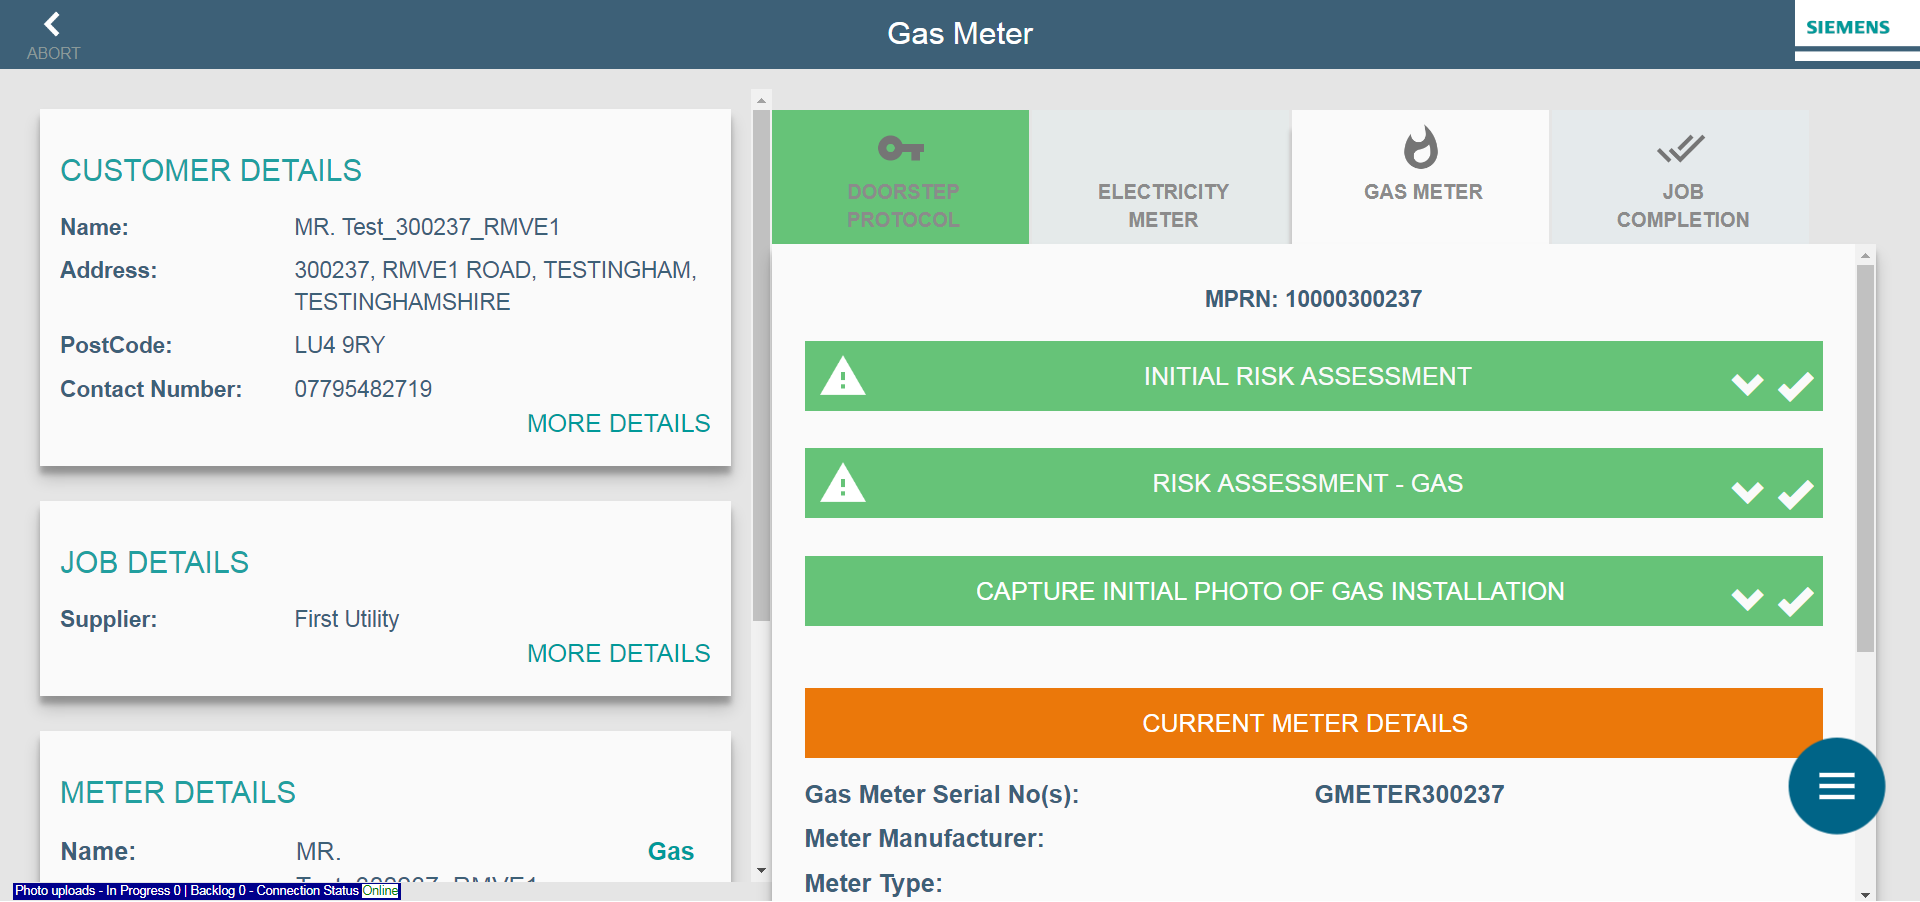 ABORT
Gas Meter
SIEMENS
CUSTOMER DETAILS
Name: MR. Test_300237_RMVE1
Address: 300237, RMVE1 ROAD, TESTINGHAM,
TESTINGHAMSHIRE
PostCode: LU4 9RY
Contact Number: 07795482719
MORE DETAILS
JOB DETAILS
Supplier: First Utility
MORE DETAILS
METER DETAILS
Name: MR. Gas
Test_300237_RMVE1
Photo uploads - In Progress 0 | Backlog 0 - Connection Status Online
DOORSTEP
PROTOCOL
ELECTRICITY
METER
GAS METER
JOB
COMPLETION
MPRN: 10000300237
INITIAL RISK ASSESSMENT
RISK ASSESSMENT - GAS
CAPTURE INITIAL PHOTO OF GAS INSTALLATION
CURRENT METER DETAILS
Gas Meter Serial No(s): GMETER300237
Meter Manufacturer:
Meter Type: